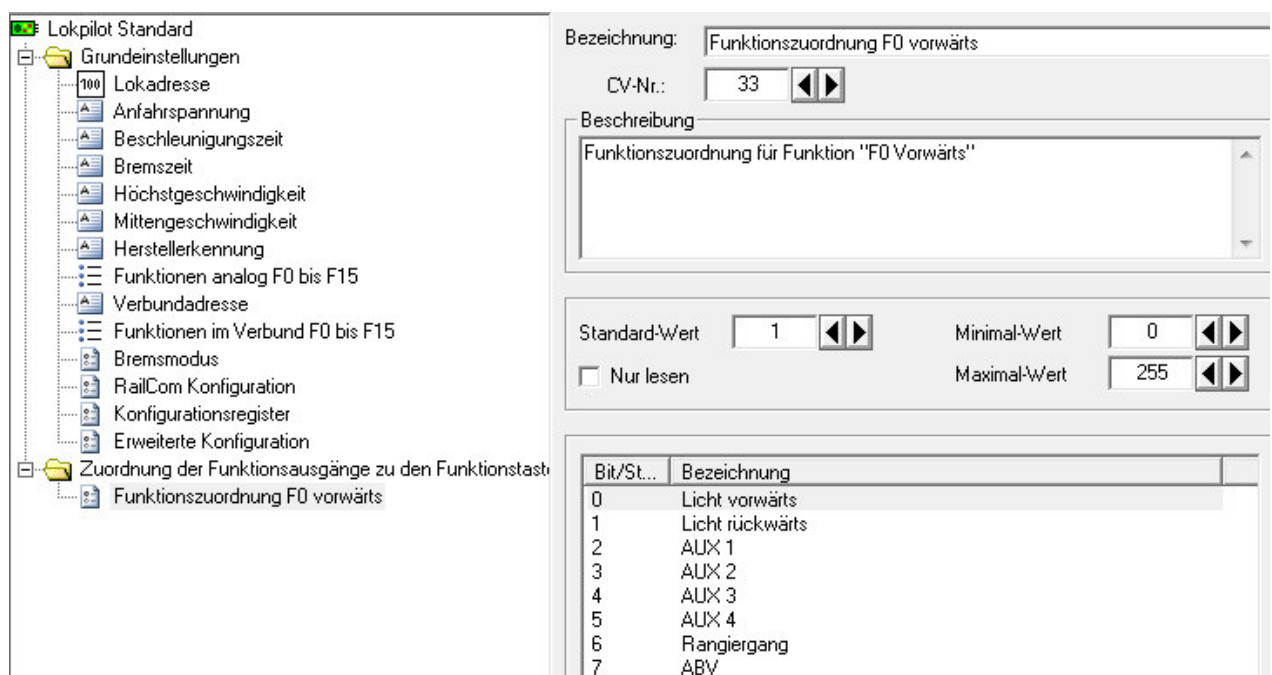 Lokpilot Standard
Grundeinstellungen
100 Lokadresse
Anfahrspannung
Beschleunigungszeit
Bremszeit
Höchstgeschwindigkeit
Mittengeschwindigkeit
Herstellerkennung
Funktionen analog F0 bis F15
Verbundadresse
Funktionen im Verbund F0 bis F15
Bremsmodus
RailCom Konfiguration
Konfigurationsregister
Erweiterte Konfiguration
Zuordnung der Funktionsausgänge zu den Funktionstaste
Funktionszuordnung F0 vorwärts
Bezeichnung: Funktionszuordnung F0 vorwärts
CV-Nr.: 33
Beschreibung
Funktionszuordnung für Funktion "F0 Vorwärts"
Standard-Wert 1 Minimal-Wert 0
Nur lesen Maximal-Wert 255
Bit/St... Bezeichnung
0 Licht vorwärts
1 Licht rückwärts
2 AUX 1
3 AUX 2
4 AUX 3
5 AUX 4
6 Rangiergang
7 ABV